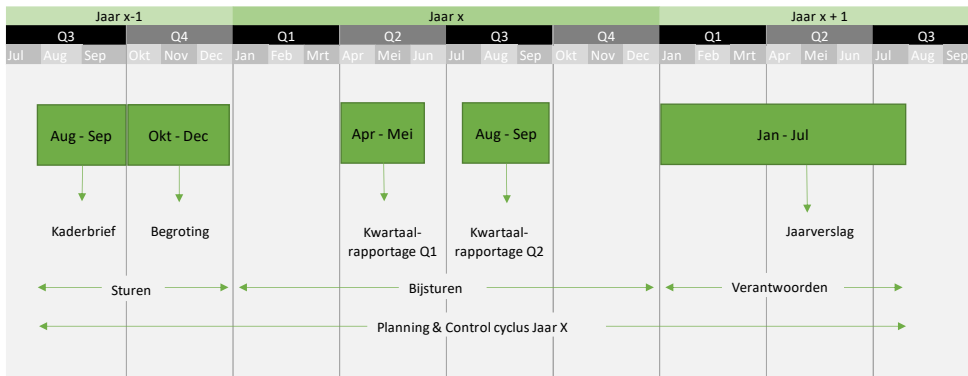 Jaar x-1 Jaar x Jaar x + 1
Q3 Q4 Q1 Q2 Q3 Q4 Q1 Q2 Q3
Jul Aug Sep Okt Nov Dec Jan Feb Mrt Apr Mei Jun Jul Aug Sep Okt Nov Dec Jan Feb Mrt Apr Mei Jun Jul Aug Sep
Aug - Sep Okt - Dec Apr - Mei Aug - Sep Jan - Jul
Kaderbrief Begroting Kwartaal- Kwartaal- Jaarverslag
rapportage Q1 rapportage Q2
Sturen Bijsturen Verantwoorden
Planning & Control cyclus Jaar X